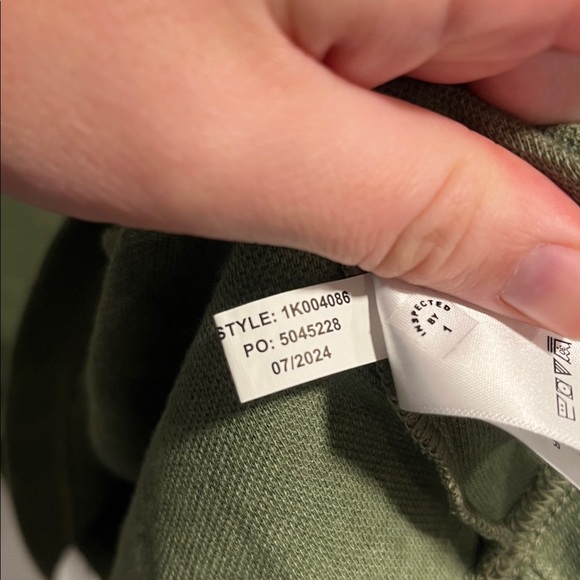 STYLE: 1K004086
PO: 5045228
07/2024
INSPECTED
BY
1